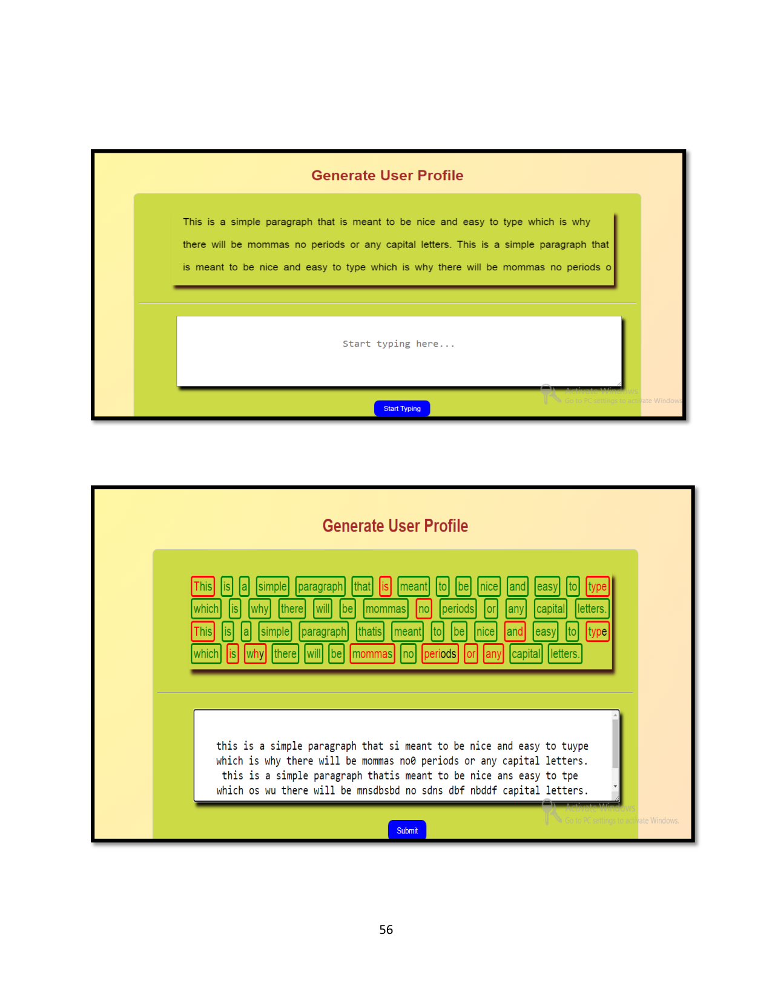 Generate User Profile
This is a simple paragraph that is meant to be nice and easy to type which is why
there will be mommas no periods or any capital letters. This is a simple paragraph that
is meant to be nice and easy to type which is why there will be mommas no periods o
Start typing here...
Activate Windows
Go to PC settings to activate Windows
Start Typing
Generate User Profile
This is a simple paragraph that is meant to be nice and easy to type
which is why there will be mommas no periods or any capital letters.
This is a simple paragraph thatis meant to be nice and easy to type
which is why there will be mommas no periods or any capital letters.
this is a simple paragraph that si meant to be nice and easy to tuype
which is why there will be mommas no0 periods or any capital letters.
this is a simple paragraph thatis meant to be nice ans easy to tpe
which os wu there will be mnsdbsbd no sdns dbf nbddf capital letters.
Activate Windows
Go to PC settings to activate Windows.
Submit
56